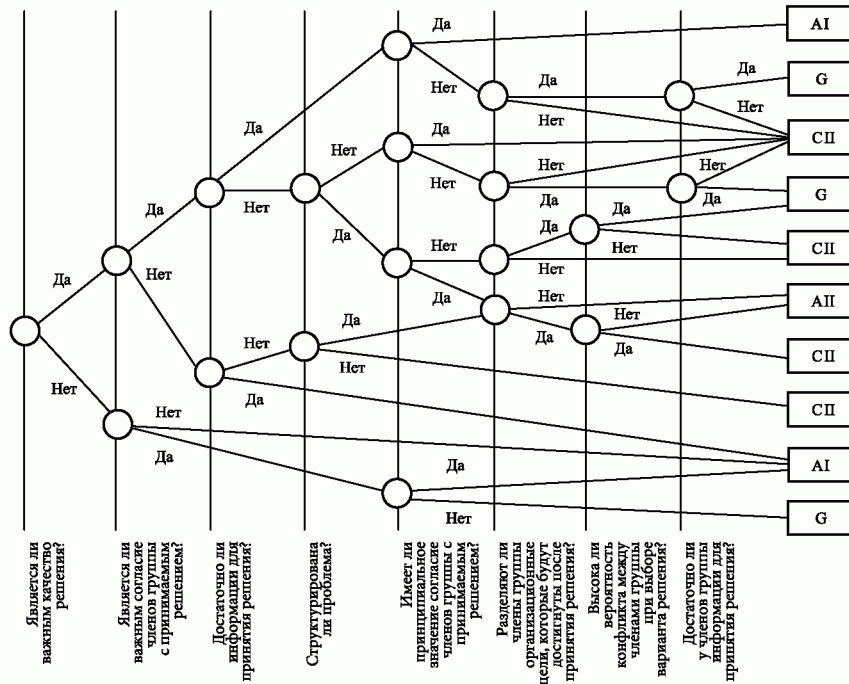 Да
AI
Нет
Да
Да
G
Да
Нет
Нет
Нет
Да
CII
Да
Нет
Нет
Нет
Нет
Да
Да
G
Да
Да
Да
Да
Нет
Нет
Нет
CII
Да
Нет
Нет
Да
Нет
AII
Нет
Да
Нет
Да
Да
CII
Нет
Да
CII
Нет
Да
Да
AI
Нет
G
Является ли
важным качество
решения?
Является ли
важным согласие
членов группы
с принимаемым
решением?
Достаточно ли
информации для
принятия решения?
Структурирована
ли проблема?
Имеет ли
принципиальное
значение согласие
членов группы с
принимаемым
решением?
Разделяют ли
члены группы
организационные
цели, которые будут
достигнуты после
принятия решения?
Высока ли
вероятность
конфликта между
членами группы
при выборе
варианта решения?
Достаточно ли
у членов группы
информации для
принятия решения?